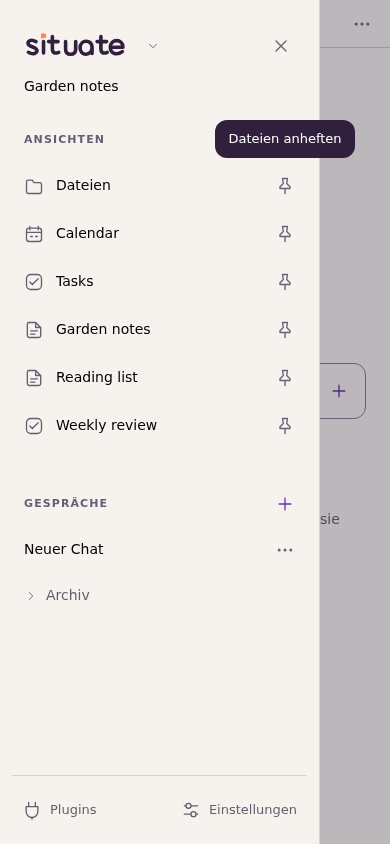 situate
Garden notes
ANSICHTEN
Dateien anheften
Dateien
Calendar
Tasks
Garden notes
Reading list
Weekly review
GESPRÄCHE
sie
Neuer Chat
Archiv
Plugins
Einstellungen